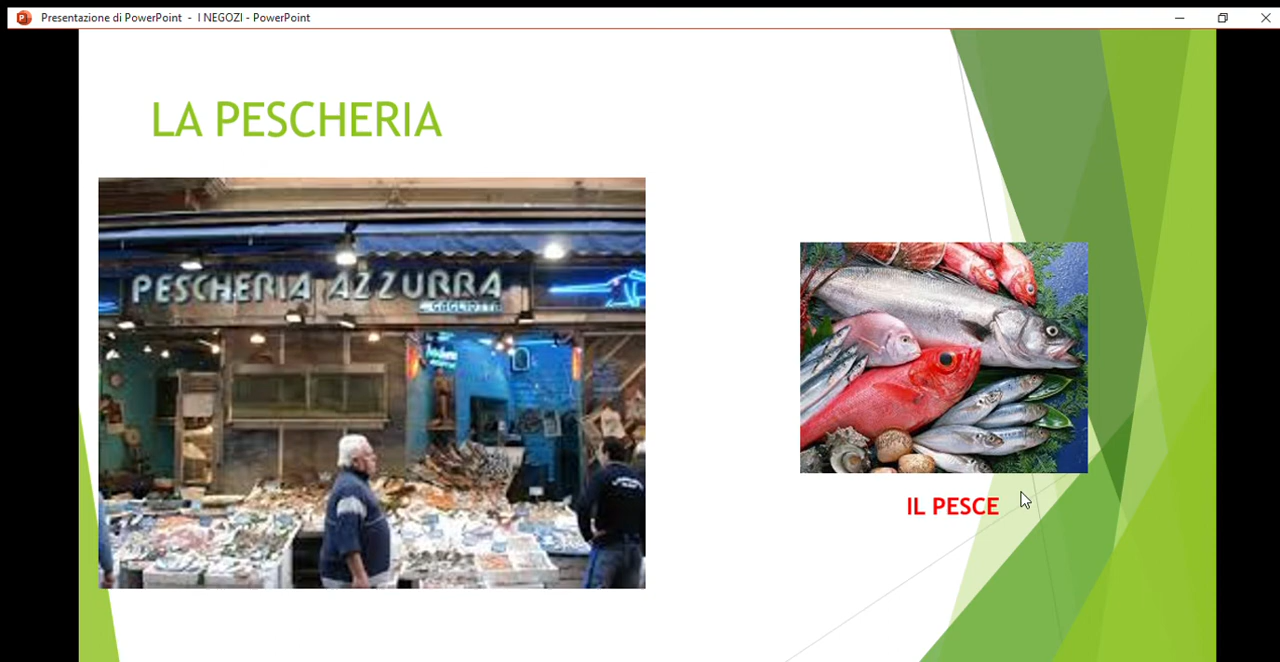 Presentazione di PowerPoint - I NEGOZI - PowerPoint
LA PESCHERIA
PESCHERIA AZZURRA
IL PESCE